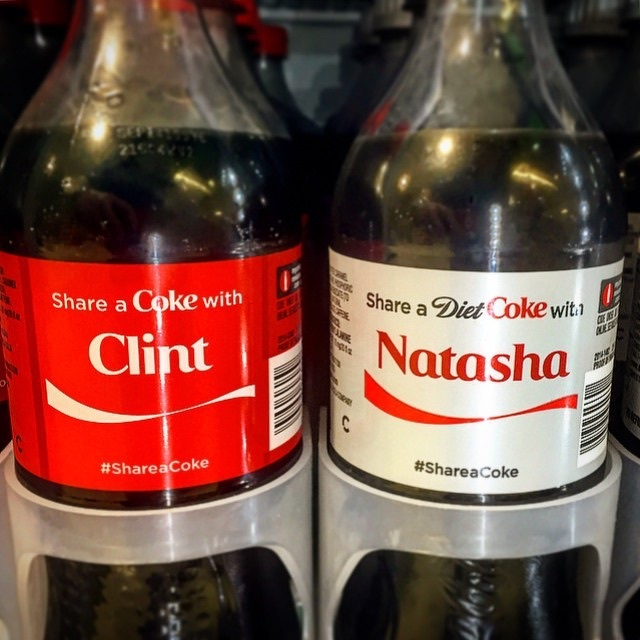 Share a Coke with
Clint
#ShareaCoke
Share a Diet Coke with
Natasha
#ShareaCoke